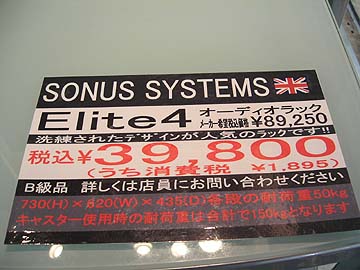 SONUS SYSTEMS
Elite4 オーディオラック
メーカー希望税込価格 ¥89,250
洗練されたデザインが人気のラックです!!
税込¥39,800
(うち消費税 ¥1,895)
B級品 詳しくは店員にお問い合わせください
730(H)×620(W)×435(D)各段の耐荷重50kg
キャスター使用時の耐荷重は合計で150kgとなります